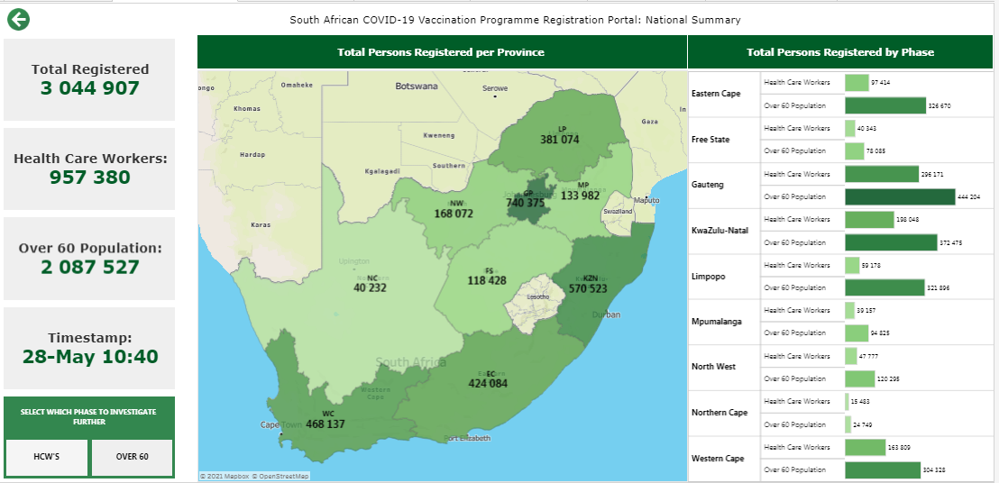 South African COVID-19 Vaccination Programme Registration Portal: National Summary
Total Registered
3 044 907
Health Care Workers:
957 380
Over 60 Population:
2 087 527
Timestamp:
28-May 10:40
SELECT WHICH PHASE TO INVESTIGATE
FURTHER
HCW'S
OVER 60
Total Persons Registered per Province
ongo
Omaheke
Khomas
Hardap
Karas
Botswana
Serowe
Kweneng
Kgalagadi
Southern
Gaza
In
LP
381 074
GP
740 375
MP
133 982
Maputo
Swaziland
NW
168 072
Upington
NC
40 232
FS
118 428
Lesotho
KZN
570 523
Durban
South Africa
EC
424 084
Western
Cape
WC
468 137
Cape Town
Port Elizabeth
© 2021 Mapbox © OpenStreetMap
Total Persons Registered by Phase
Eastern Cape
Health Care Workers 97 414
Over 60 Population 326 670
Free State
Health Care Workers 40 343
Over 60 Population 78 085
Gauteng
Health Care Workers 296 171
Over 60 Population 444 204
KwaZulu-Natal
Health Care Workers 198 048
Over 60 Population 372 475
Limpopo
Health Care Workers 59 178
Over 60 Population 321 896
Mpumalanga
Health Care Workers 39 157
Over 60 Population 94 825
North West
Health Care Workers 47 777
Over 60 Population 120 295
Northern Cape
Health Care Workers 15 483
Over 60 Population 24 749
Western Cape
Health Care Workers 163 809
Over 60 Population 304 328